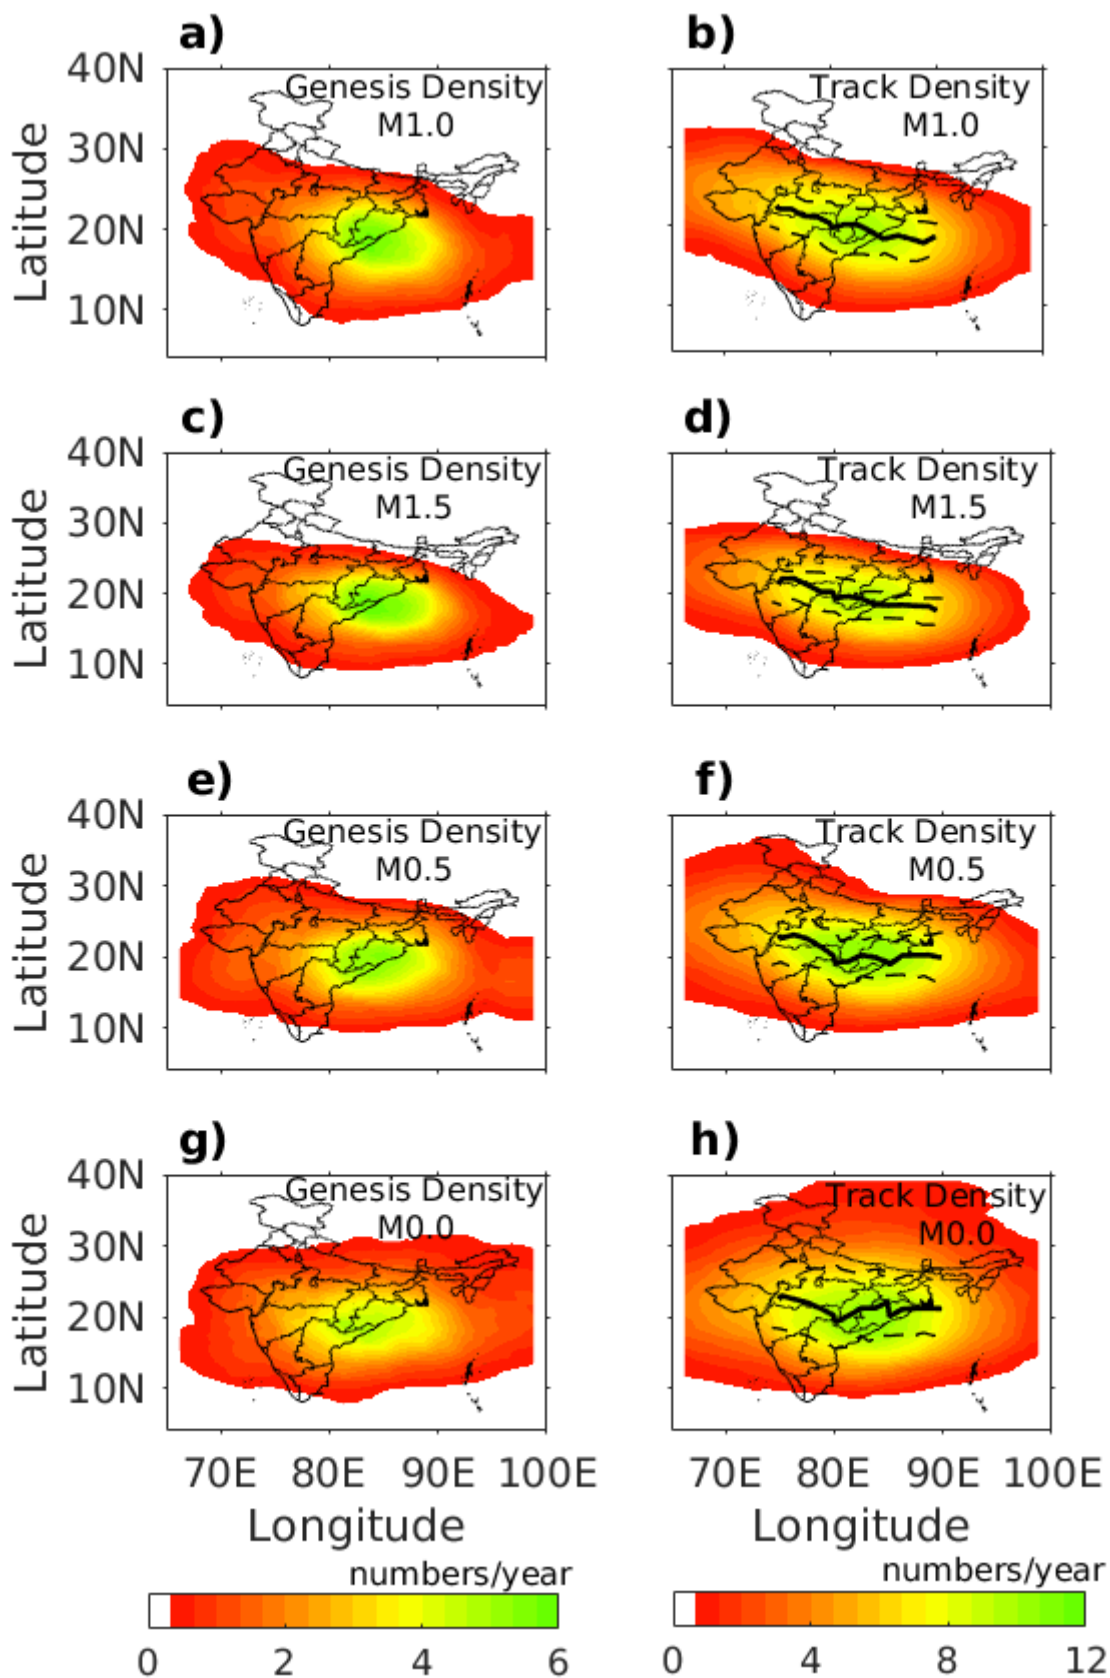 a)
b)
40N
30N
20N
10N
Latitude
Genesis Density
M1.0
Track Density
M1.0
c)
d)
40N
30N
20N
10N
Latitude
Genesis Density
M1.5
Track Density
M1.5
e)
f)
40N
30N
20N
10N
Latitude
Genesis Density
M0.5
Track Density
M0.5
g)
h)
40N
30N
20N
10N
Latitude
Genesis Density
M0.0
Track Density
M0.0
70E 80E 90E 100E
70E 80E 90E 100E
Longitude
Longitude
numbers/year
numbers/year
0 2 4 6
0 4 8 12